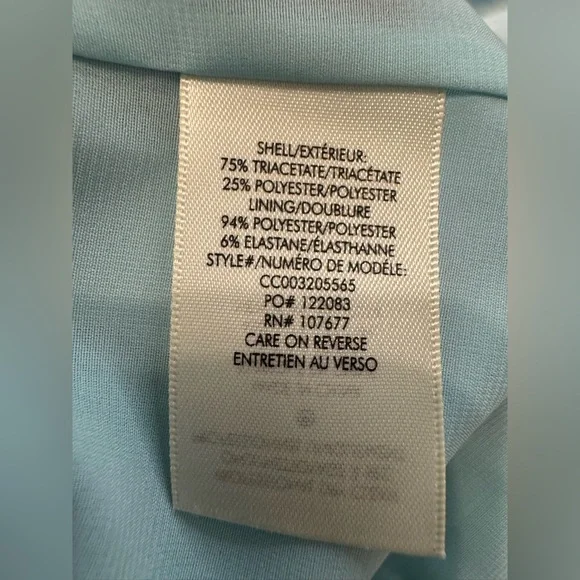 SHELL/EXTÉRIEUR:
75% TRIACETATE/TRIACÉTATE
25% POLYESTER/POLYESTER
LINING/DOUBLURE
94% POLYESTER/POLYESTER
6% ELASTANE/ÉLASTHANNE
STYLE#/NUMÉRO DE MODÉLE:
CC003205565
PO# 122083
RN# 107677
CARE ON REVERSE
ENTRETIEN AU VERSO